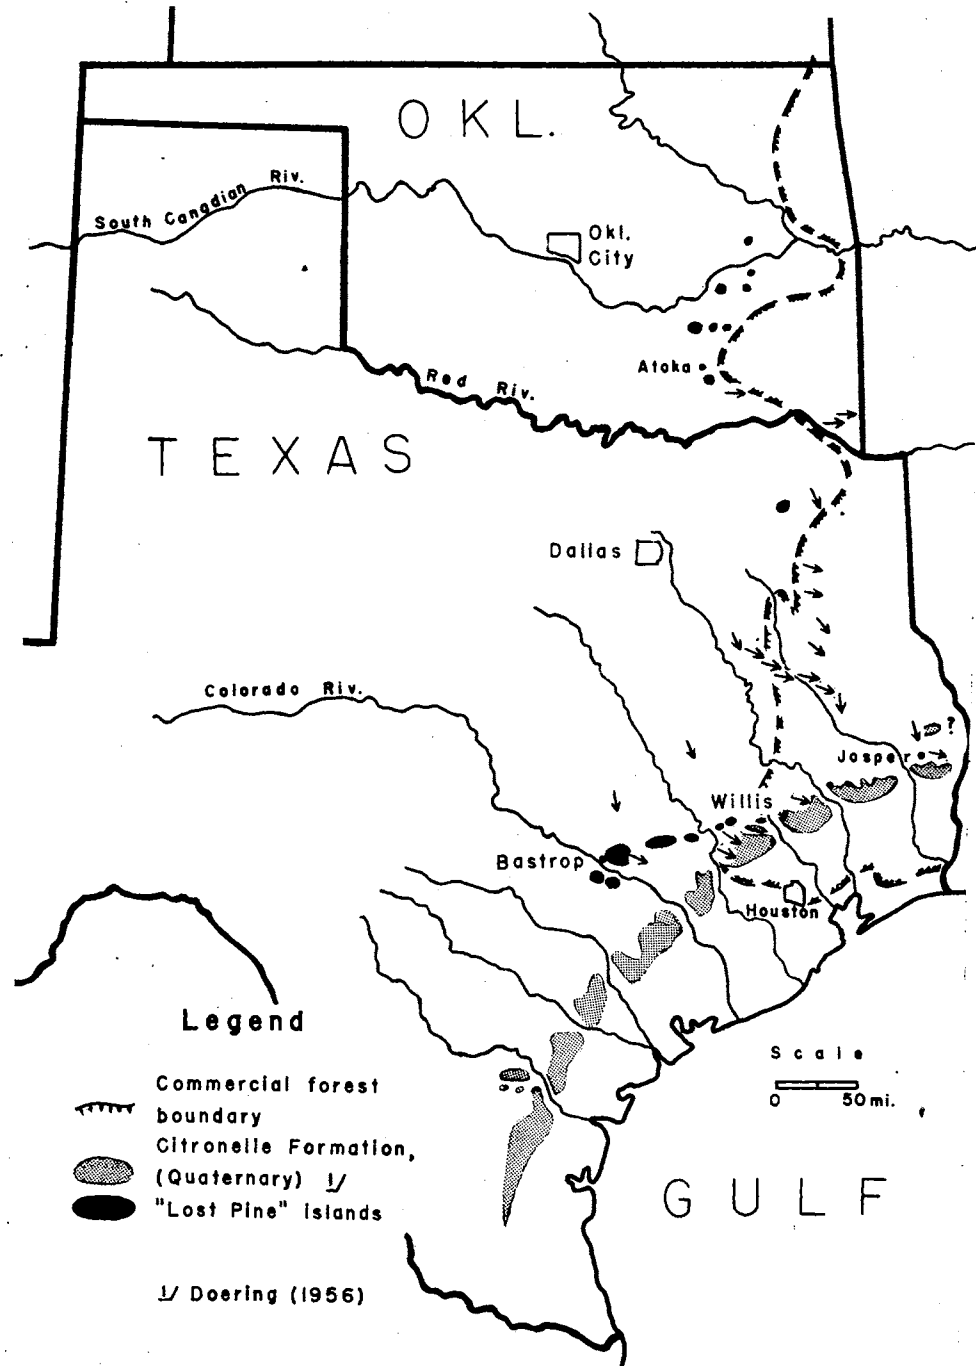 OKL.
South Canadian Riv.
Okl.
City
Atoka
Red Riv.
TEXAS
Dallas
Colorado Riv.
?
Jasper
Willis
Bastrop
Houston
Legend
Commercial forest
boundary
Citronelle Formation,
(Quaternary) 1/
"Lost Pine" islands
1/ Doering (1956)
Scale
0 50 mi.
GULF